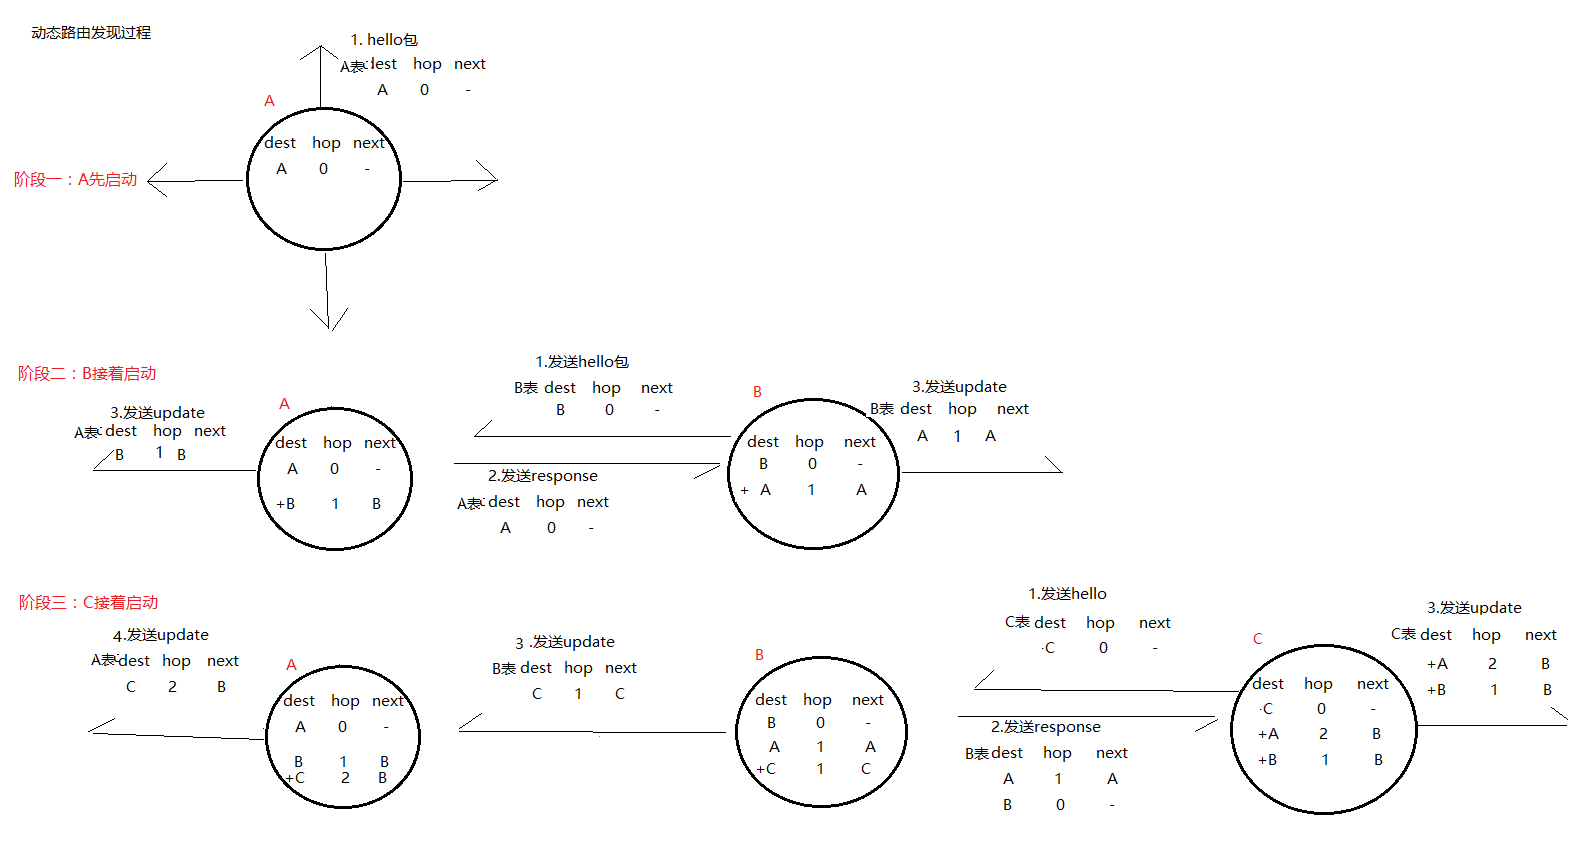 动态路由发现过程
1. hello包
A表:dest hop next
A 0 -
A
dest hop next
A 0 -
阶段一：A先启动
阶段二：B接着启动
3.发送update
A表:dest hop next
B 1 B
A
dest hop next
A 0 -
+B 1 B
1.发送hello包
B表 dest hop next
B 0 -
2.发送response
A表:dest hop next
A 0 -
B
dest hop next
B 0 -
+ A 1 A
3.发送update
B表 dest hop next
A 1 A
阶段三：C接着启动
4.发送update
A表:dest hop next
C 2 B
A
dest hop next
A 0 -
B 1 B
+C 2 B
3 .发送update
B表 dest hop next
C 1 C
B
dest hop next
B 0 -
A 1 A
+C 1 C
1.发送hello
C表 dest hop next
·C 0 -
2.发送response
B表 dest hop next
A 1 A
B 0 -
C
dest hop next
·C 0 -
+A 2 B
+B 1 B
3.发送update
C表 dest hop next
+A 2 B
+B 1 B